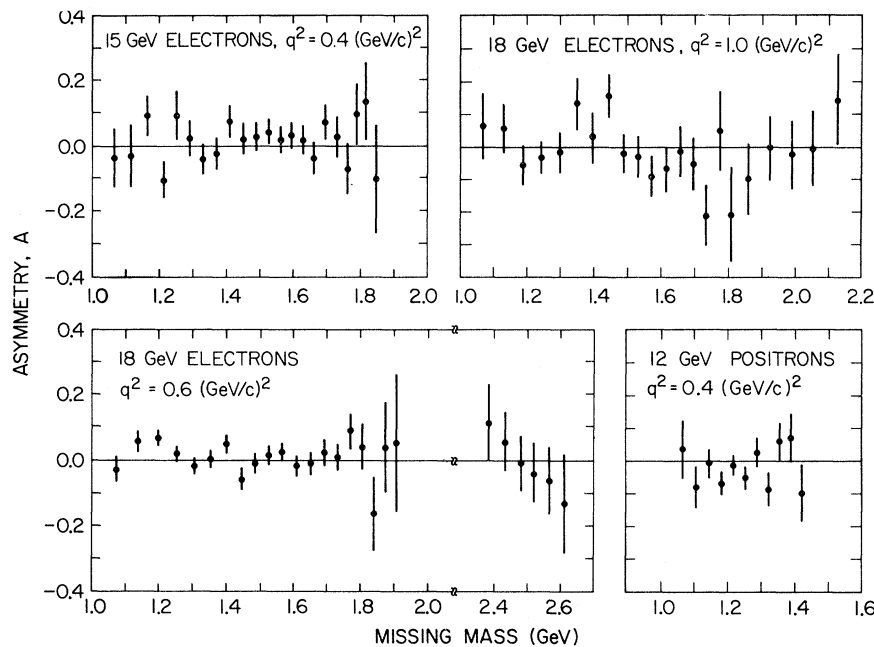 15 GeV ELECTRONS, q² = 0.4 (GeV/c)²
18 GeV ELECTRONS, q² = 1.0 (GeV/c)²
0.4
0.2
0.0
-0.2
-0.4
1.0 1.2 1.4 1.6 1.8 2.0
1.0 1.2 1.4 1.6 1.8 2.0 2.2
ASYMMETRY, A
18 GeV ELECTRONS
q² = 0.6 (GeV/c)²
12 GeV POSITRONS
q² = 0.4 (GeV/c)²
0.4
0.2
0.0
-0.2
-0.4
1.0 1.2 1.4 1.6 1.8 2.0 2.4 2.6
1.0 1.2 1.4 1.6
MISSING MASS (GeV)